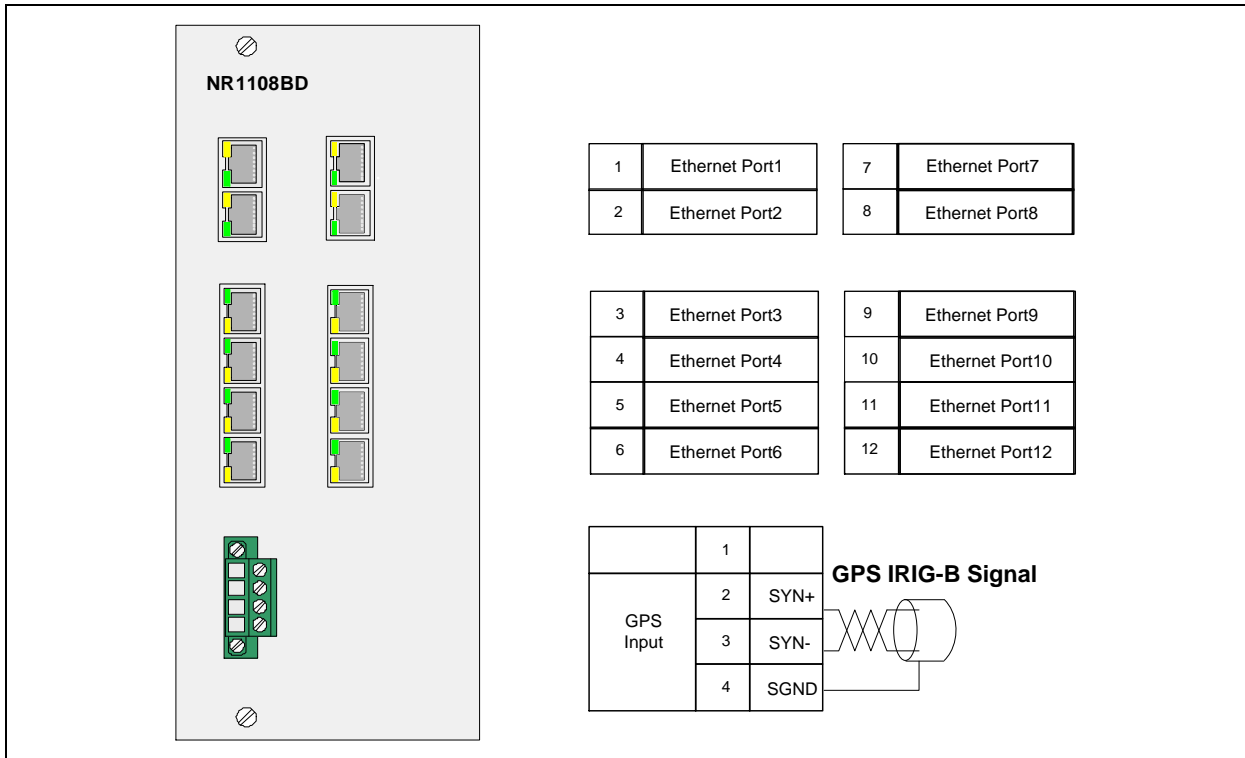 NR1108BD
1 Ethernet Port1
2 Ethernet Port2
7 Ethernet Port7
8 Ethernet Port8
3 Ethernet Port3
4 Ethernet Port4
5 Ethernet Port5
6 Ethernet Port6
9 Ethernet Port9
10 Ethernet Port10
11 Ethernet Port11
12 Ethernet Port12
GPS Input
1
2 SYN+
3 SYN-
4 SGND
GPS IRIG-B Signal